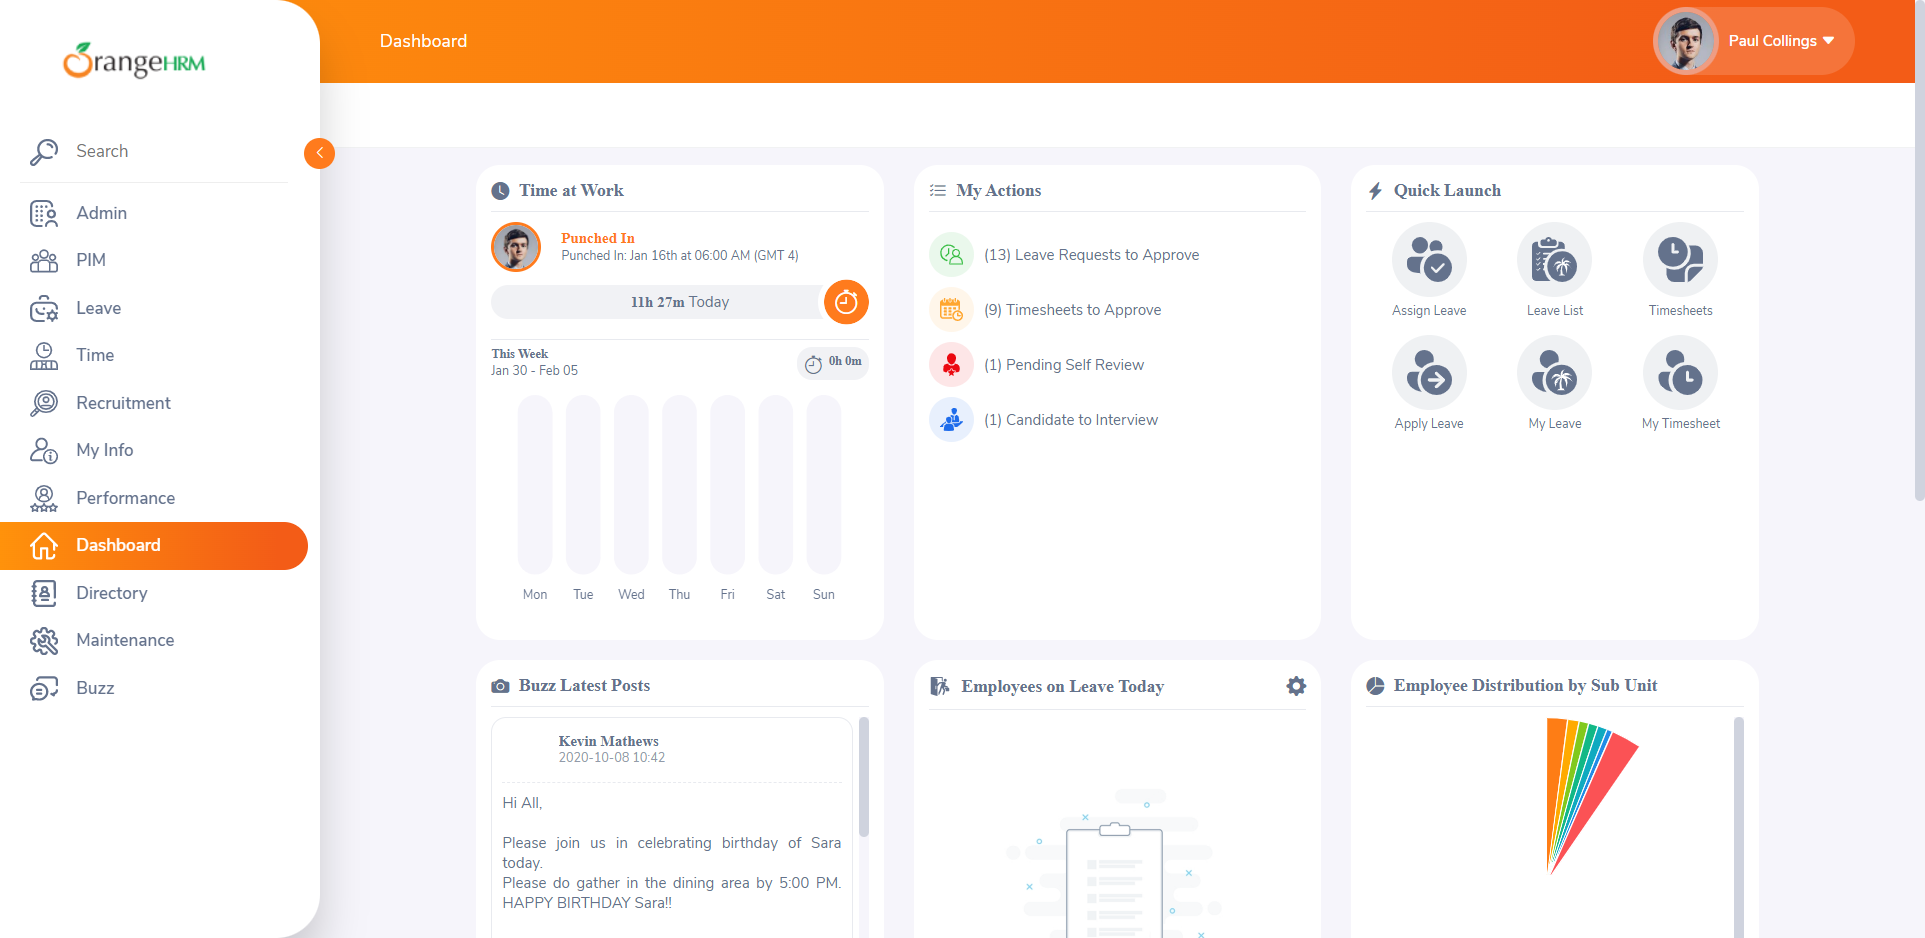 OrangeHRM
Search
Admin
PIM
Leave
Time
Recruitment
My Info
Performance
Dashboard
Directory
Maintenance
Buzz
Dashboard
Paul Collings
Time at Work
Punched In
Punched In: Jan 16th at 06:00 AM (GMT 4)
11h 27m Today
This Week
Jan 30 - Feb 05
0h 0m
Mon Tue Wed Thu Fri Sat Sun
My Actions
(13) Leave Requests to Approve
(9) Timesheets to Approve
(1) Pending Self Review
(1) Candidate to Interview
Quick Launch
Assign Leave Leave List Timesheets
Apply Leave My Leave My Timesheet
Buzz Latest Posts
Kevin Mathews
2020-10-08 10:42
Hi All,
Please join us in celebrating birthday of Sara
today.
Please do gather in the dining area by 5:00 PM.
HAPPY BIRTHDAY Sara!!
Employees on Leave Today
Employee Distribution by Sub Unit